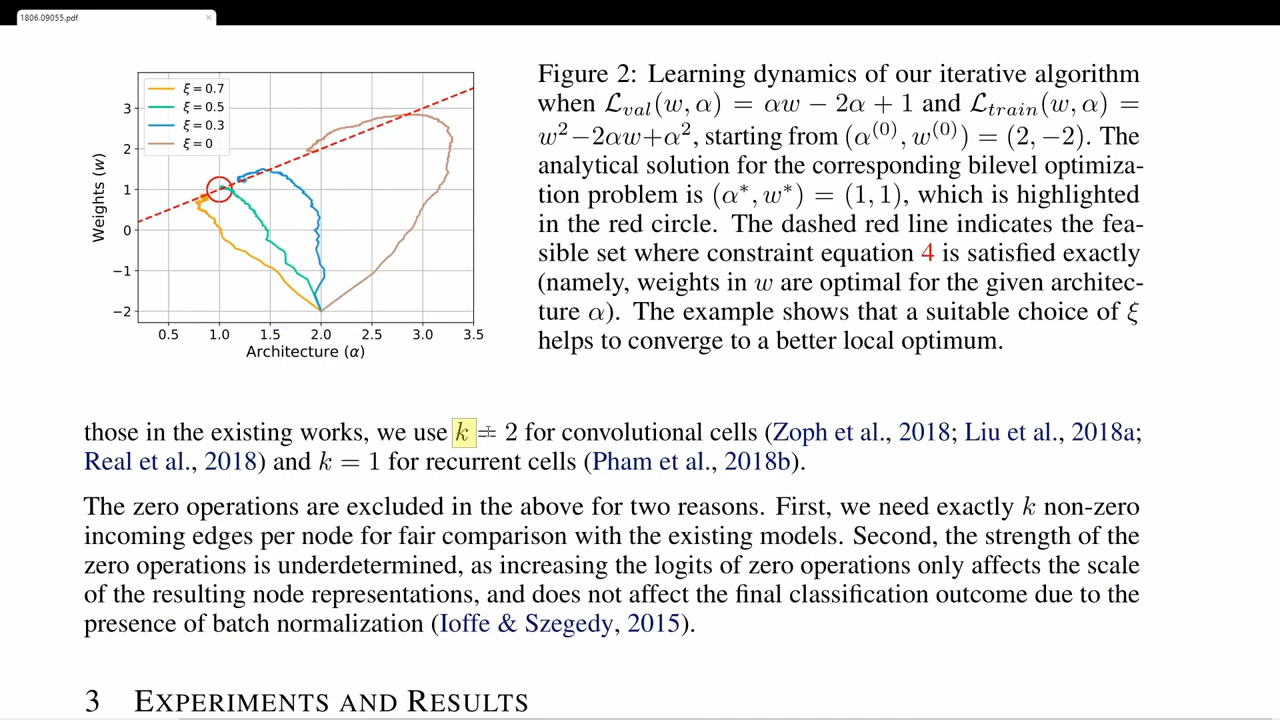 1806.09055.pdf
×
ξ = 0.7
ξ = 0.5
ξ = 0.3
ξ = 0
3
2
1
0
−1
−2
Weights (w)
0.5 1.0 1.5 2.0 2.5 3.0 3.5
Architecture (α)
Figure 2: Learning dynamics of our iterative algorithm
when ℒval(w, α) = αw − 2α + 1 and ℒtrain(w, α) =
w²−2αw+α², starting from (α⁽⁰⁾, w⁽⁰⁾) = (2, −2). The
analytical solution for the corresponding bilevel optimiza-
tion problem is (α*, w*) = (1, 1), which is highlighted
in the red circle. The dashed red line indicates the fea-
sible set where constraint equation 4 is satisfied exactly
(namely, weights in w are optimal for the given architec-
ture α). The example shows that a suitable choice of ξ
helps to converge to a better local optimum.
those in the existing works, we use k = 2 for convolutional cells (Zoph et al., 2018; Liu et al., 2018a;
Real et al., 2018) and k = 1 for recurrent cells (Pham et al., 2018b).
The zero operations are excluded in the above for two reasons. First, we need exactly k non-zero
incoming edges per node for fair comparison with the existing models. Second, the strength of the
zero operations is underdetermined, as increasing the logits of zero operations only affects the scale
of the resulting node representations, and does not affect the final classification outcome due to the
presence of batch normalization (Ioffe & Szegedy, 2015).
3 EXPERIMENTS AND RESULTS